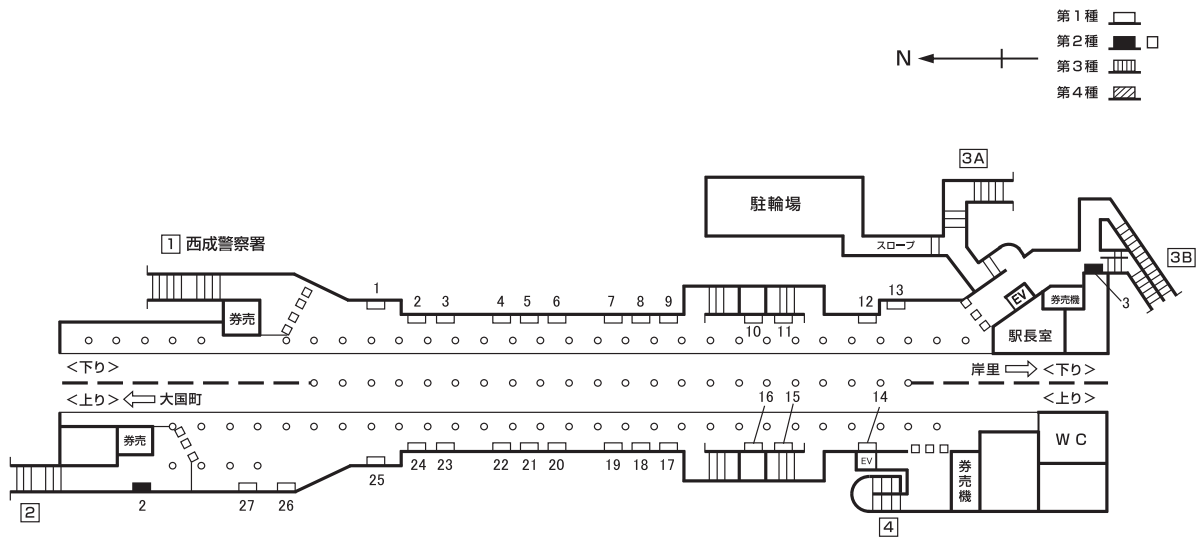 第1種
第2種
第3種
第4種
N
3A
駐輪場
スロープ
1 西成警察署
3B
1
2 3
4 5 6
7 8 9
10 11
12 13
3
券売
EV
券売機
駅長室
<下り>
岸里
<下り>
<上り>
大国町
<上り>
16 15 14
券売
WC
EV
券売機
24 23
22 21 20
19 18 17
25
2
2
27 26
4